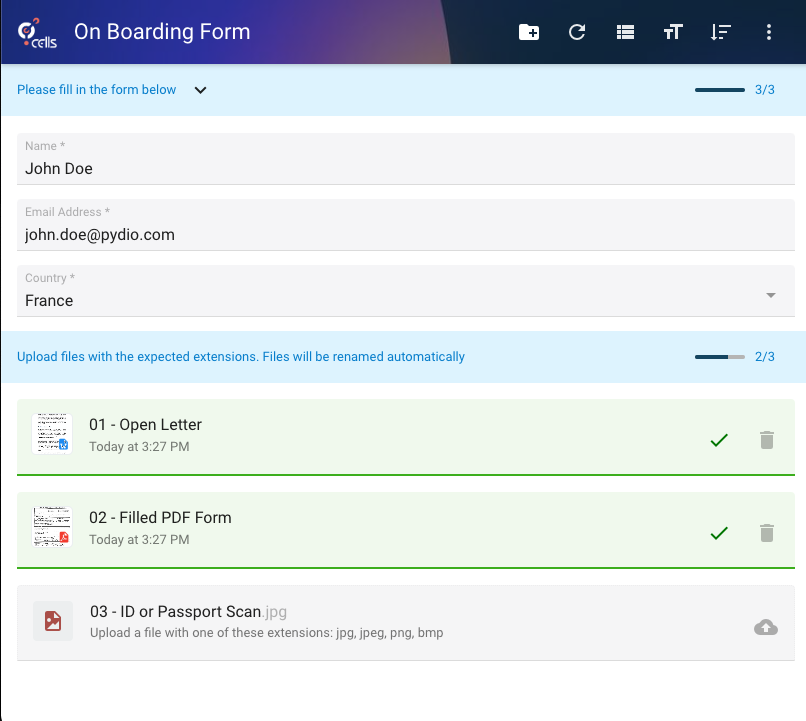 cells
On Boarding Form
Please fill in the form below
3/3
Name *
John Doe
Email Address *
john.doe@pydio.com
Country *
France
Upload files with the expected extensions. Files will be renamed automatically
2/3
01 - Open Letter
Today at 3:27 PM
02 - Filled PDF Form
Today at 3:27 PM
03 - ID or Passport Scan.jpg
Upload a file with one of these extensions: jpg, jpeg, png, bmp